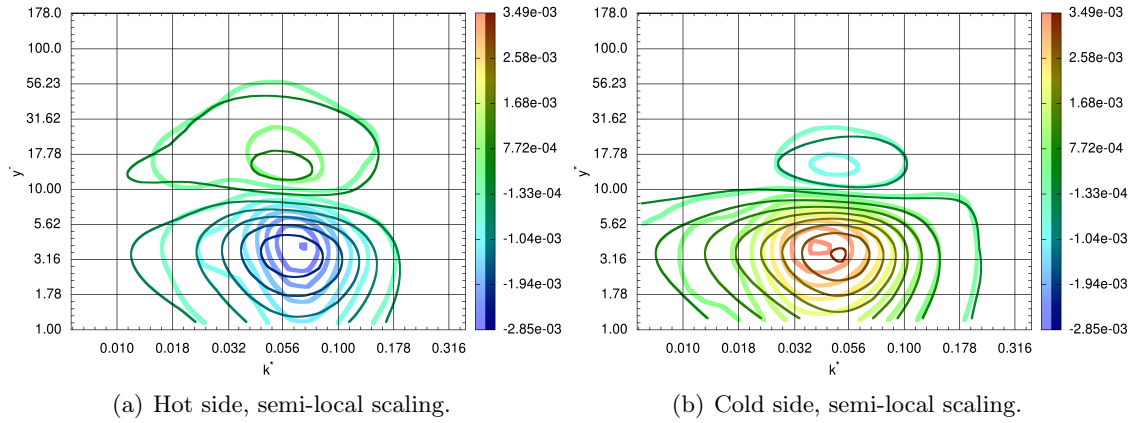 178.0
100.0
56.23
31.62
17.78
10.00
5.62
3.16
1.78
1.00
y*
0.010 0.018 0.032 0.056 0.100 0.178 0.316
k*
3.49e-03
2.58e-03
1.68e-03
7.72e-04
-1.33e-04
-1.04e-03
-1.94e-03
-2.85e-03
(a) Hot side, semi-local scaling.
178.0
100.0
56.23
31.62
17.78
10.00
5.62
3.16
1.78
1.00
y*
0.010 0.032 0.056 0.100 0.178 0.316
k*
3.49e-03
2.58e-03
1.68e-03
7.72e-04
-1.33e-04
-1.04e-03
-1.94e-03
-2.85e-03
(b) Cold side, semi-local scaling.